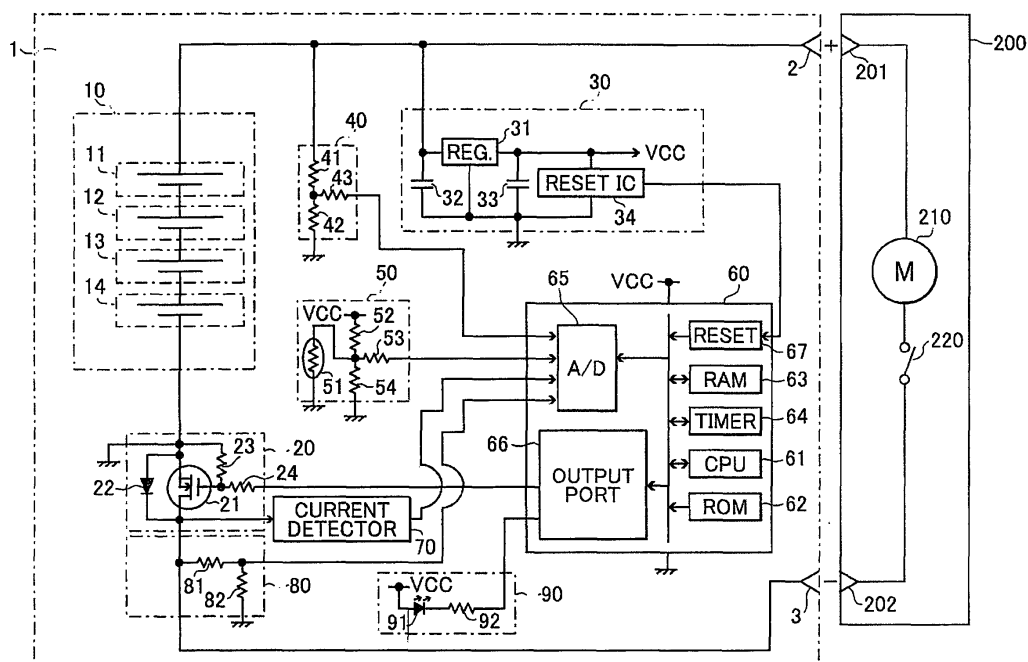 1
10
11
12
13
14
40
41
43
42
30
31
REG.
VCC
32
33
RESET IC
34
2
+
201
200
210
M
220
50
VCC
52
53
51
54
65
A/D
VCC
60
RESET
67
RAM
63
TIMER
64
CPU
61
ROM
62
66
OUTPUT
PORT
20
23
24
22
21
CURRENT
DETECTOR
70
81
82
80
90
VCC
91
92
3
−
202